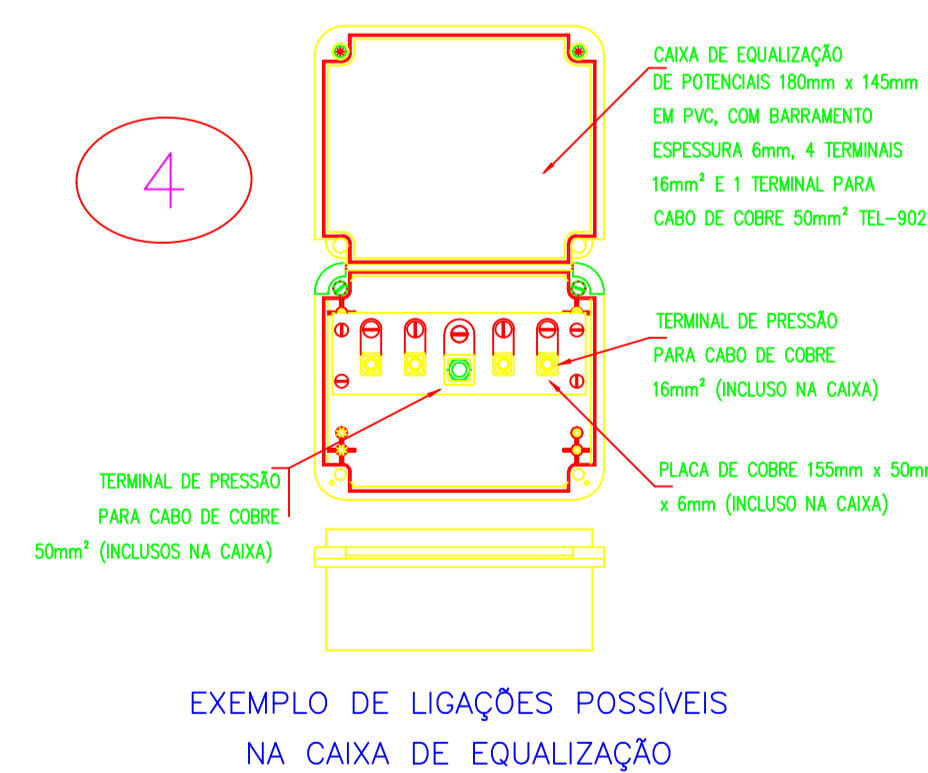 4
CAIXA DE EQUALIZAÇÃO
DE POTENCIAIS 180mm x 145mm
EM PVC, COM BARRAMENTO
ESPESSURA 6mm, 4 TERMINAIS
16mm² E 1 TERMINAL PARA
CABO DE COBRE 50mm² TEL-902
TERMINAL DE PRESSÃO
PARA CABO DE COBRE
16mm² (INCLUSO NA CAIXA)
PLACA DE COBRE 155mm x 50m
x 6mm (INCLUSO NA CAIXA)
TERMINAL DE PRESSÃO
PARA CABO DE COBRE
50mm² (INCLUSOS NA CAIXA)
EXEMPLO DE LIGAÇÕES POSSÍVEIS
NA CAIXA DE EQUALIZAÇÃO